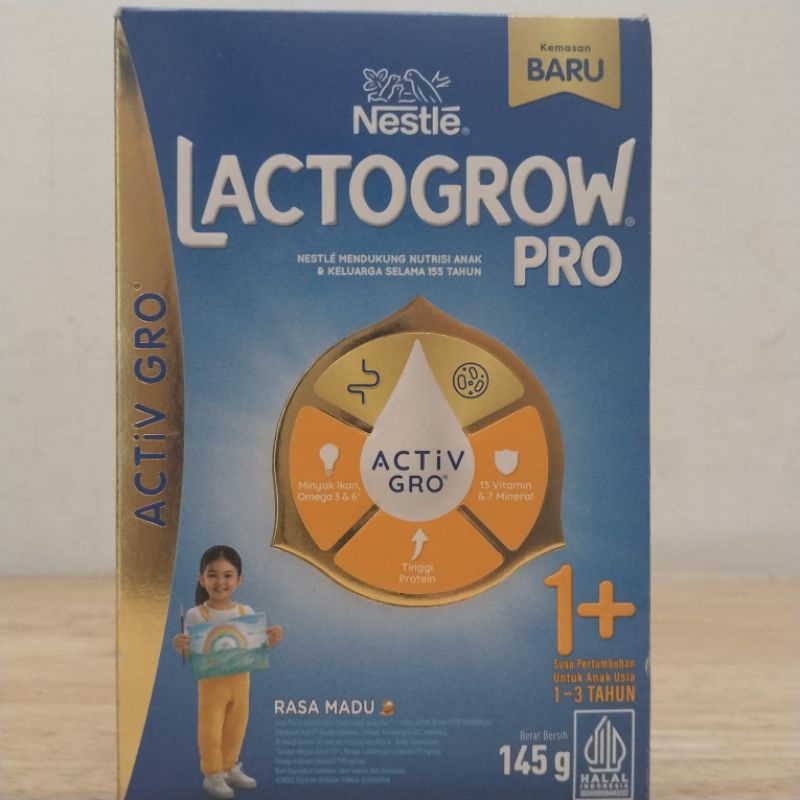 Kemasan
BARU
Nestlé®
LACTOGROW®
PRO
NESTLÉ MENDUKUNG NUTRISI ANAK
& KELUARGA SELAMA 155 TAHUN
ACTiV GRO®
ACTiV
GRO®
Minyak Ikan,
Omega 3 & 6*
13 Vitamin
& 7 Mineral
Tinggi
Protein
1+
Susu Pertumbuhan
Untuk Anak Usia
1–3 TAHUN
RASA MADU
Berat Bersih:
145 g
HALAL
INDONESIA